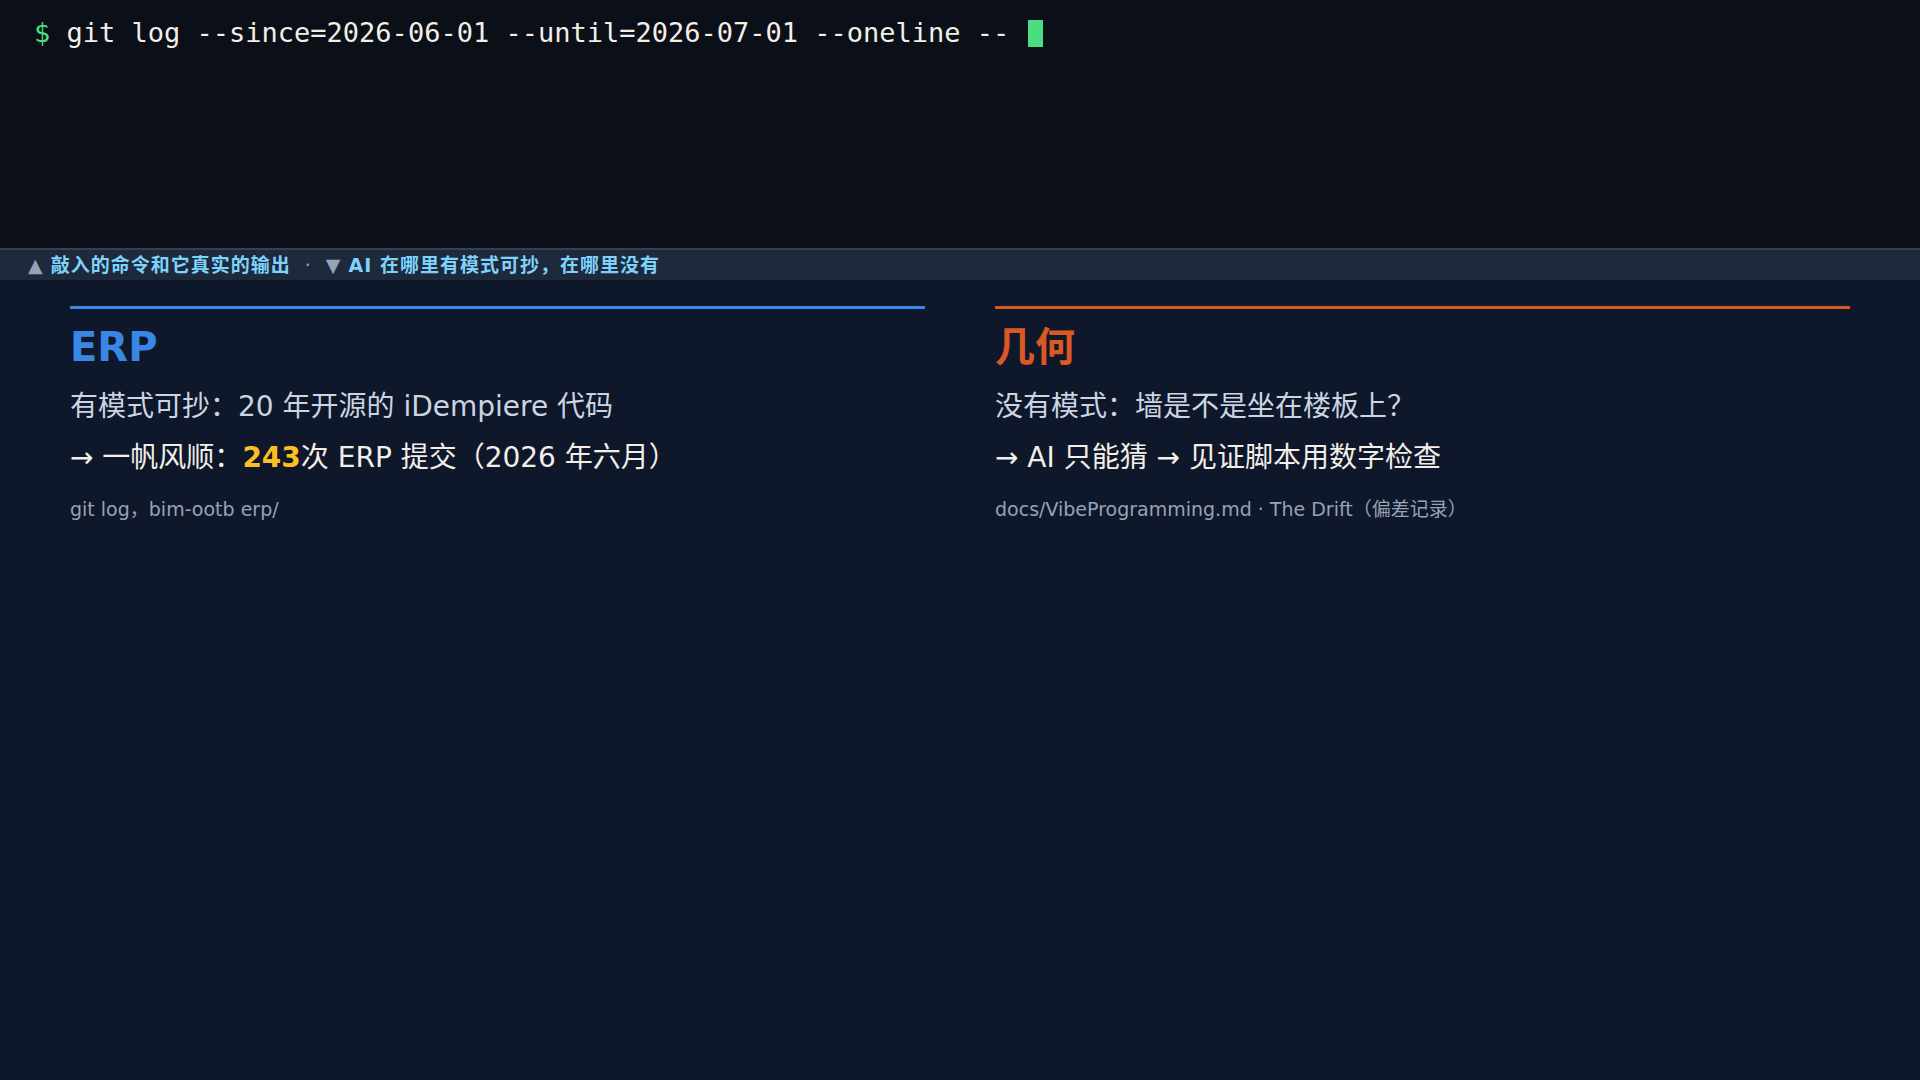 $ git log --since=2026-06-01 --until=2026-07-01 --oneline --
▲ 敲入的命令和它真实的输出 · ▼ AI 在哪里有模式可抄，在哪里没有
ERP
有模式可抄：20 年开源的 iDempiere 代码
→ 一帆风顺：243次 ERP 提交（2026 年六月）
git log，bim-ootb erp/
几何
没有模式：墙是不是坐在楼板上？
→ AI 只能猜 → 见证脚本用数字检查
docs/VibeProgramming.md · The Drift（偏差记录）